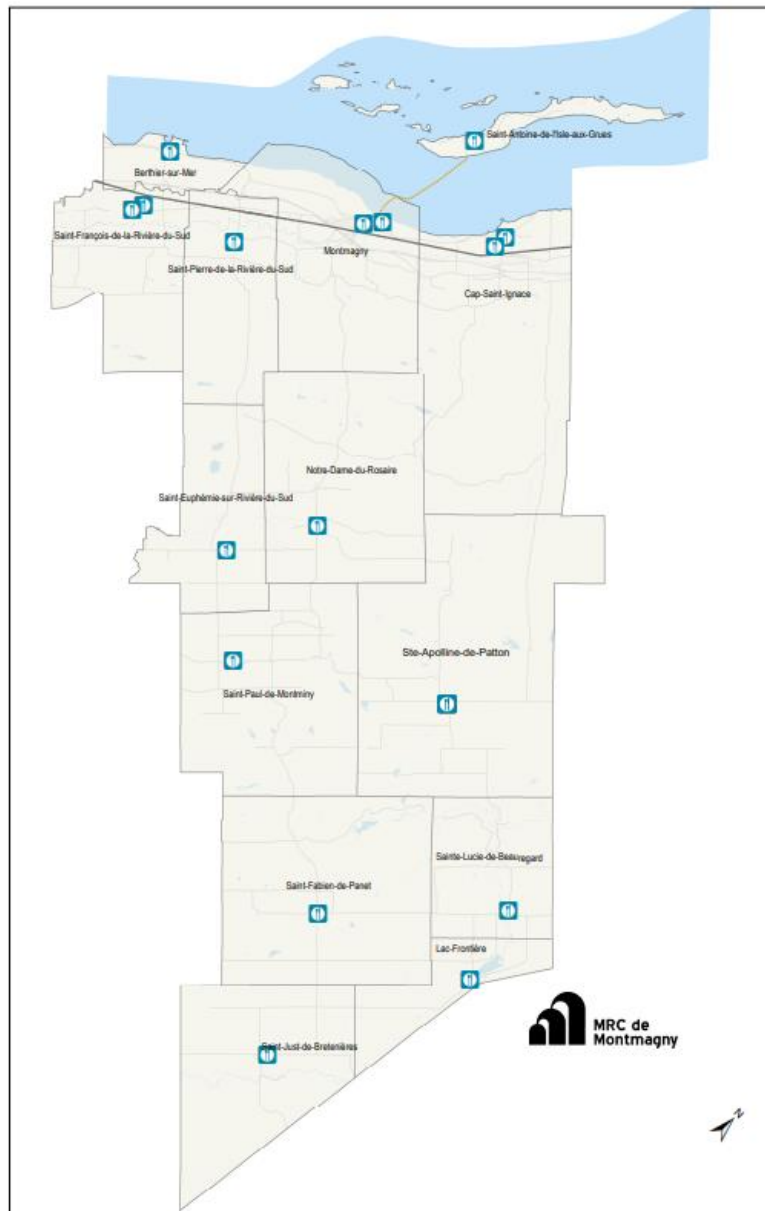 Saint-Antoine-de-l'Isle-aux-Grues
Berthier-sur-Mer
Saint-François-de-la-Rivière-du-Sud
Montmagny
Saint-Pierre-de-la-Rivière-du-Sud
Cap-Saint-Ignace
Notre-Dame-du-Rosaire
Saint-Euphémie-sur-Rivière-du-Sud
Ste-Apolline-de-Patton
Saint-Paul-de-Montminy
Sainte-Lucie-de-Beauregard
Saint-Fabien-de-Panet
Lac-Frontière
MRC de
Montmagny
Saint-Just-de-Bretenières
N